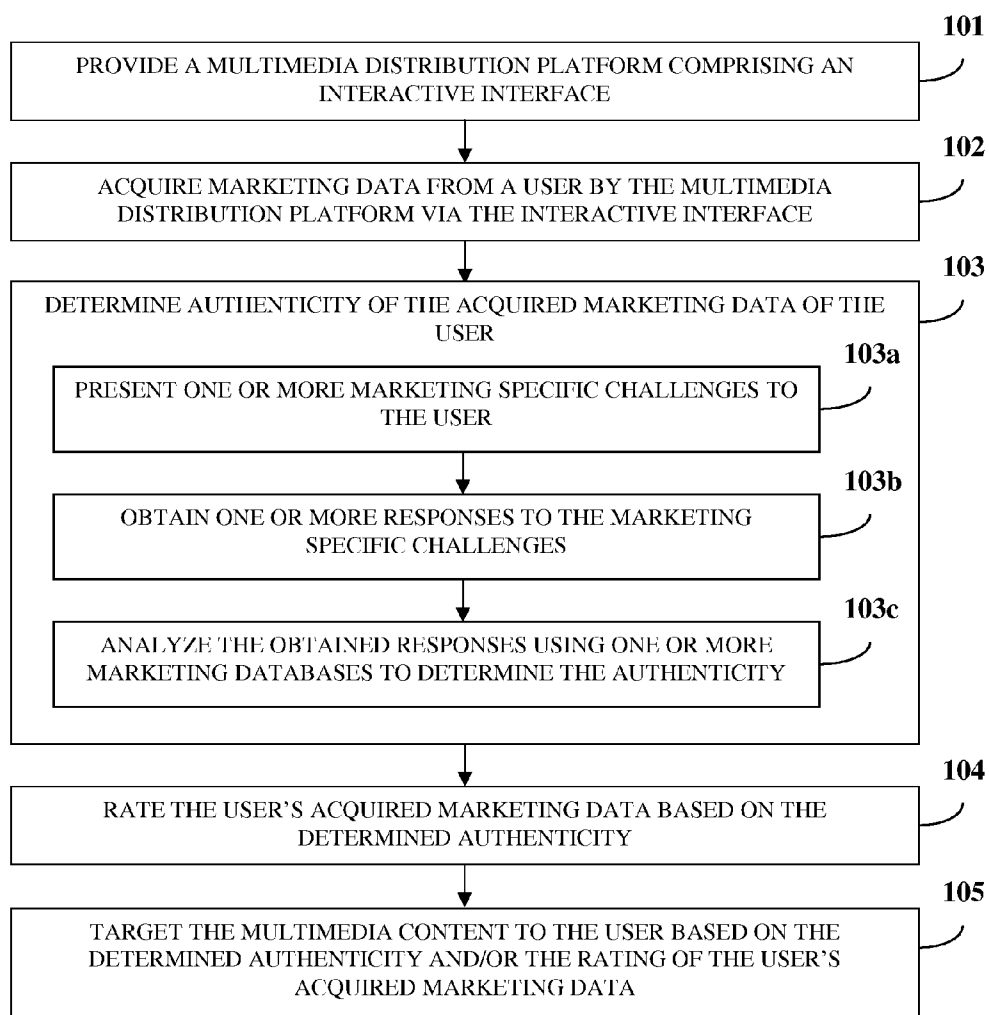 101
PROVIDE A MULTIMEDIA DISTRIBUTION PLATFORM COMPRISING AN
INTERACTIVE INTERFACE
102
ACQUIRE MARKETING DATA FROM A USER BY THE MULTIMEDIA
DISTRIBUTION PLATFORM VIA THE INTERACTIVE INTERFACE
103
DETERMINE AUTHENTICITY OF THE ACQUIRED MARKETING DATA OF THE
USER
103a
PRESENT ONE OR MORE MARKETING SPECIFIC CHALLENGES TO
THE USER
103b
OBTAIN ONE OR MORE RESPONSES TO THE MARKETING
SPECIFIC CHALLENGES
103c
ANALYZE THE OBTAINED RESPONSES USING ONE OR MORE
MARKETING DATABASES TO DETERMINE THE AUTHENTICITY
104
RATE THE USER'S ACQUIRED MARKETING DATA BASED ON THE
DETERMINED AUTHENTICITY
105
TARGET THE MULTIMEDIA CONTENT TO THE USER BASED ON THE
DETERMINED AUTHENTICITY AND/OR THE RATING OF THE USER'S
ACQUIRED MARKETING DATA